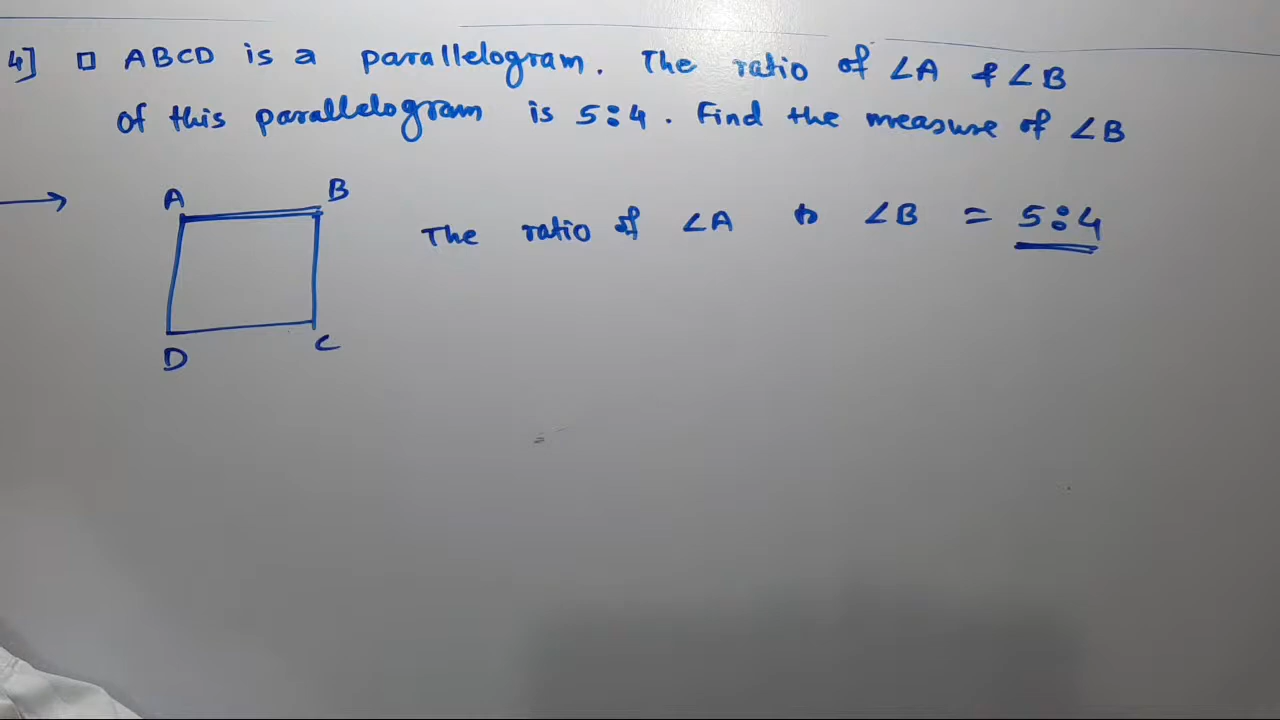 4] □ ABCD is a parallelogram. The ratio of ∠A & ∠B
of this parallelogram is 5:4. Find the measure of ∠B
A B
The ratio of ∠A to ∠B = 5:4
D C